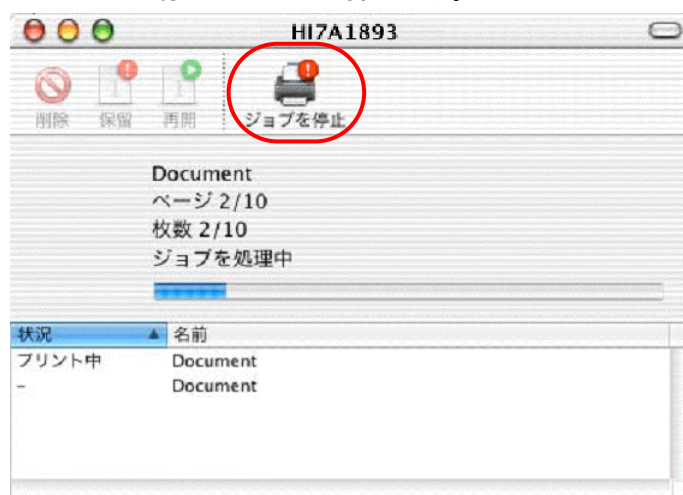 HI7A1893
削除 保留 再開 ジョブを停止
Document
ページ 2/10
枚数 2/10
ジョブを処理中
状況 名前
プリント中 Document
- Document